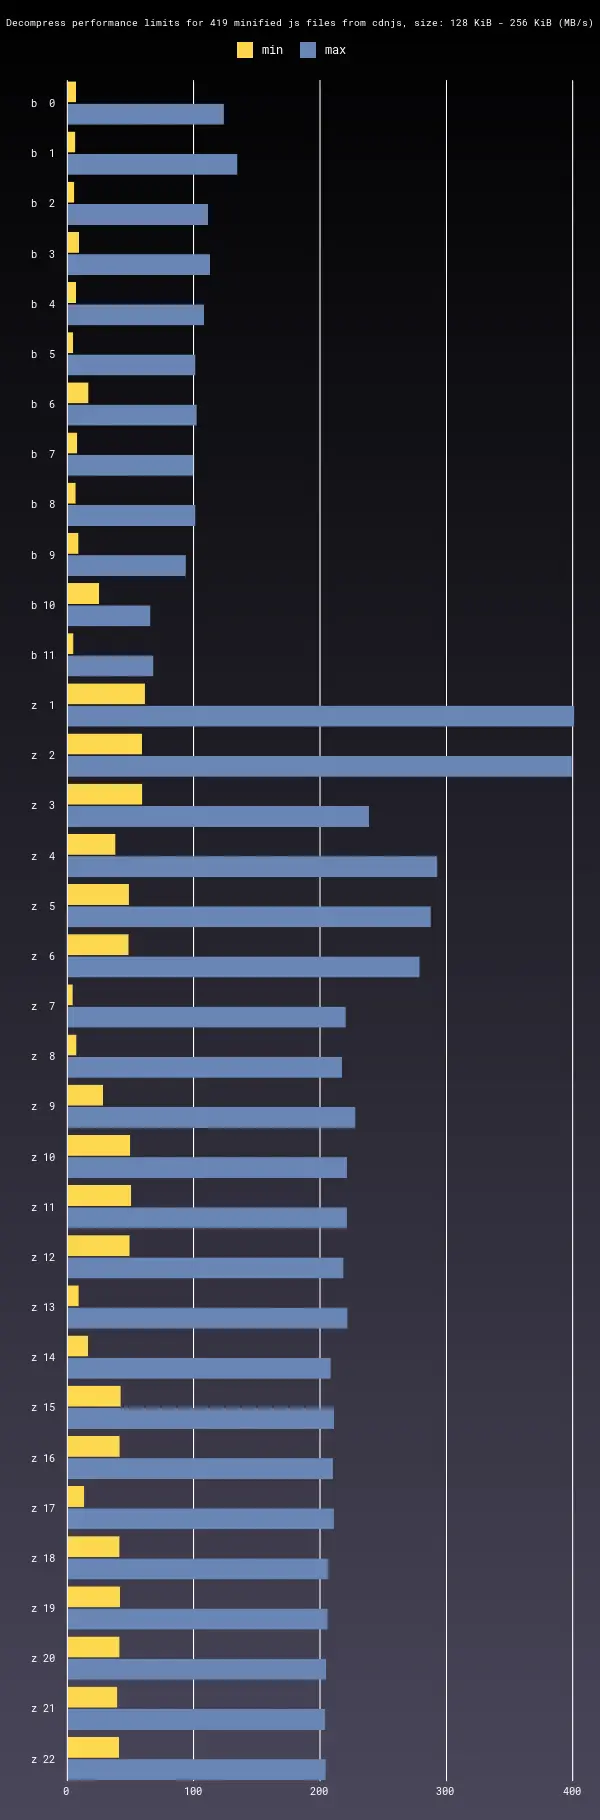 Decompress performance limits for 419 minified js files from cdnjs, size: 128 KiB - 256 KiB (MB/s)
min max
b 0
b 1
b 2
b 3
b 4
b 5
b 6
b 7
b 8
b 9
b 10
b 11
z 1
z 2
z 3
z 4
z 5
z 6
z 7
z 8
z 9
z 10
z 11
z 12
z 13
z 14
z 15
z 16
z 17
z 18
z 19
z 20
z 21
z 22
0 100 200 300 400